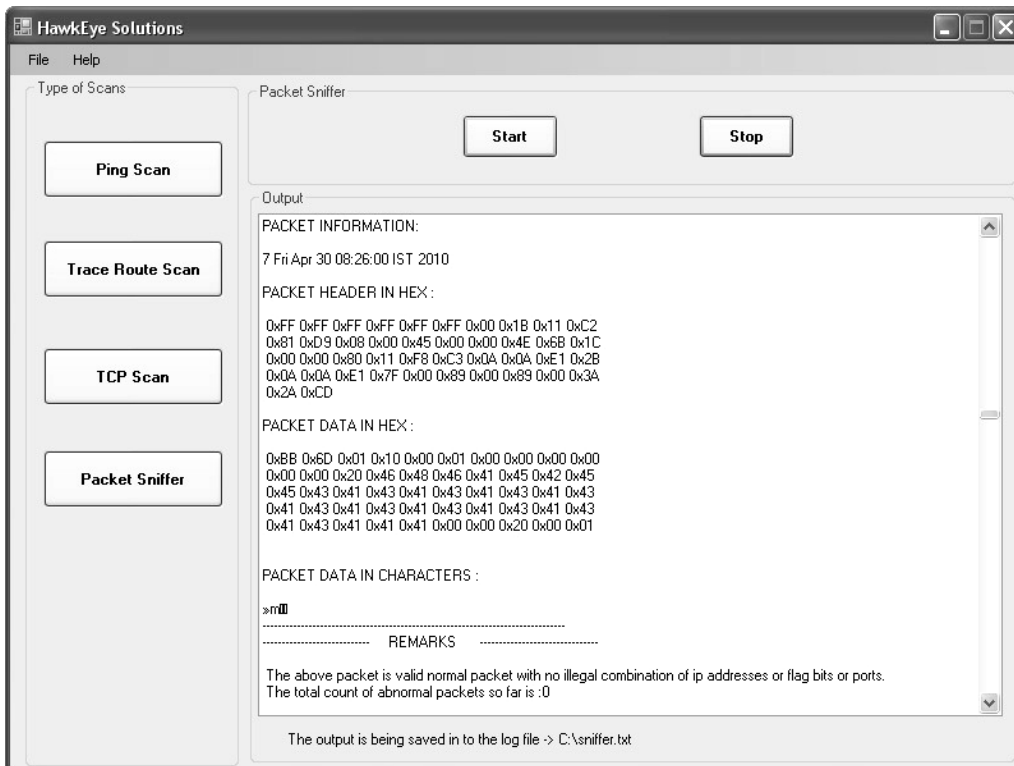 HawkEye Solutions
File Help
Type of Scans
Ping Scan
Trace Route Scan
TCP Scan
Packet Sniffer
Packet Sniffer
Start Stop
Output
PACKET INFORMATION:
7 Fri Apr 30 08:26:00 IST 2010
PACKET HEADER IN HEX :
0xFF 0xFF 0xFF 0xFF 0xFF 0xFF 0x00 0x1B 0x11 0xC2
0x81 0xD9 0x08 0x00 0x45 0x00 0x00 0x4E 0x6B 0x1C
0x00 0x00 0x80 0x11 0xF8 0xC3 0x0A 0x0A 0xE1 0x2B
0x0A 0x0A 0xE1 0x7F 0x00 0x89 0x00 0x89 0x00 0x3A
0x2A 0xCD
PACKET DATA IN HEX :
0xBB 0x6D 0x01 0x10 0x00 0x01 0x00 0x00 0x00 0x00
0x00 0x00 0x20 0x46 0x48 0x46 0x41 0x45 0x42 0x45
0x45 0x43 0x41 0x43 0x41 0x43 0x41 0x43 0x41 0x43
0x41 0x43 0x41 0x43 0x41 0x43 0x41 0x43 0x41 0x43
0x41 0x43 0x41 0x41 0x41 0x00 0x00 0x20 0x00 0x01
PACKET DATA IN CHARACTERS :
»m
------------------------------------------------------------------------------
---------------------------- REMARKS -------------------------------
The above packet is valid normal packet with no illegal combination of ip addresses or flag bits or ports.
The total count of abnormal packets so far is :0
The output is being saved in to the log file -> C:\sniffer.txt